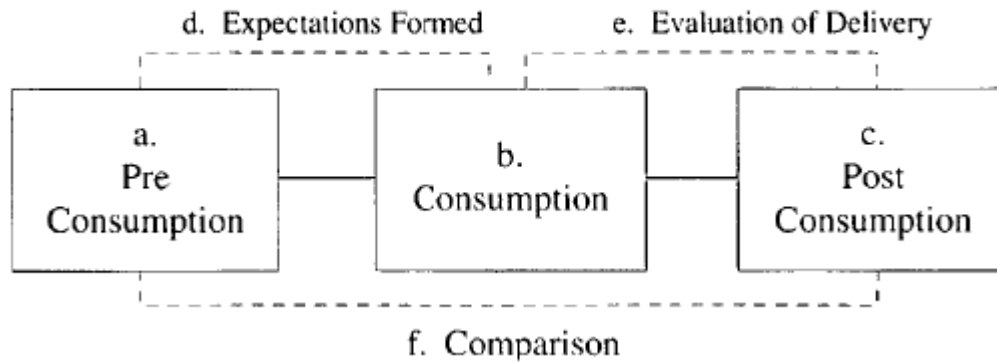 d. Expectations Formed
e. Evaluation of Delivery
a.
Pre
Consumption
b.
Consumption
c.
Post
Consumption
f. Comparison